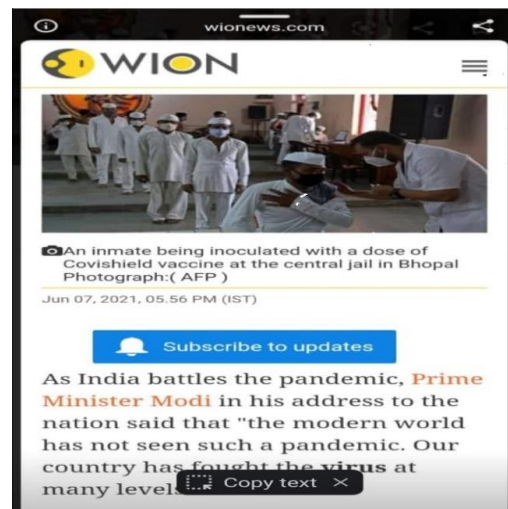 wionews.com
WION
An inmate being inoculated with a dose of
Covishield vaccine at the central jail in Bhopal
Photograph:( AFP )
Jun 07, 2021, 05.56 PM (IST)
Subscribe to updates
As India battles the pandemic, Prime
Minister Modi in his address to the
nation said that "the modern world
has not seen such a pandemic. Our
country has fought the virus at
many levels
Copy text